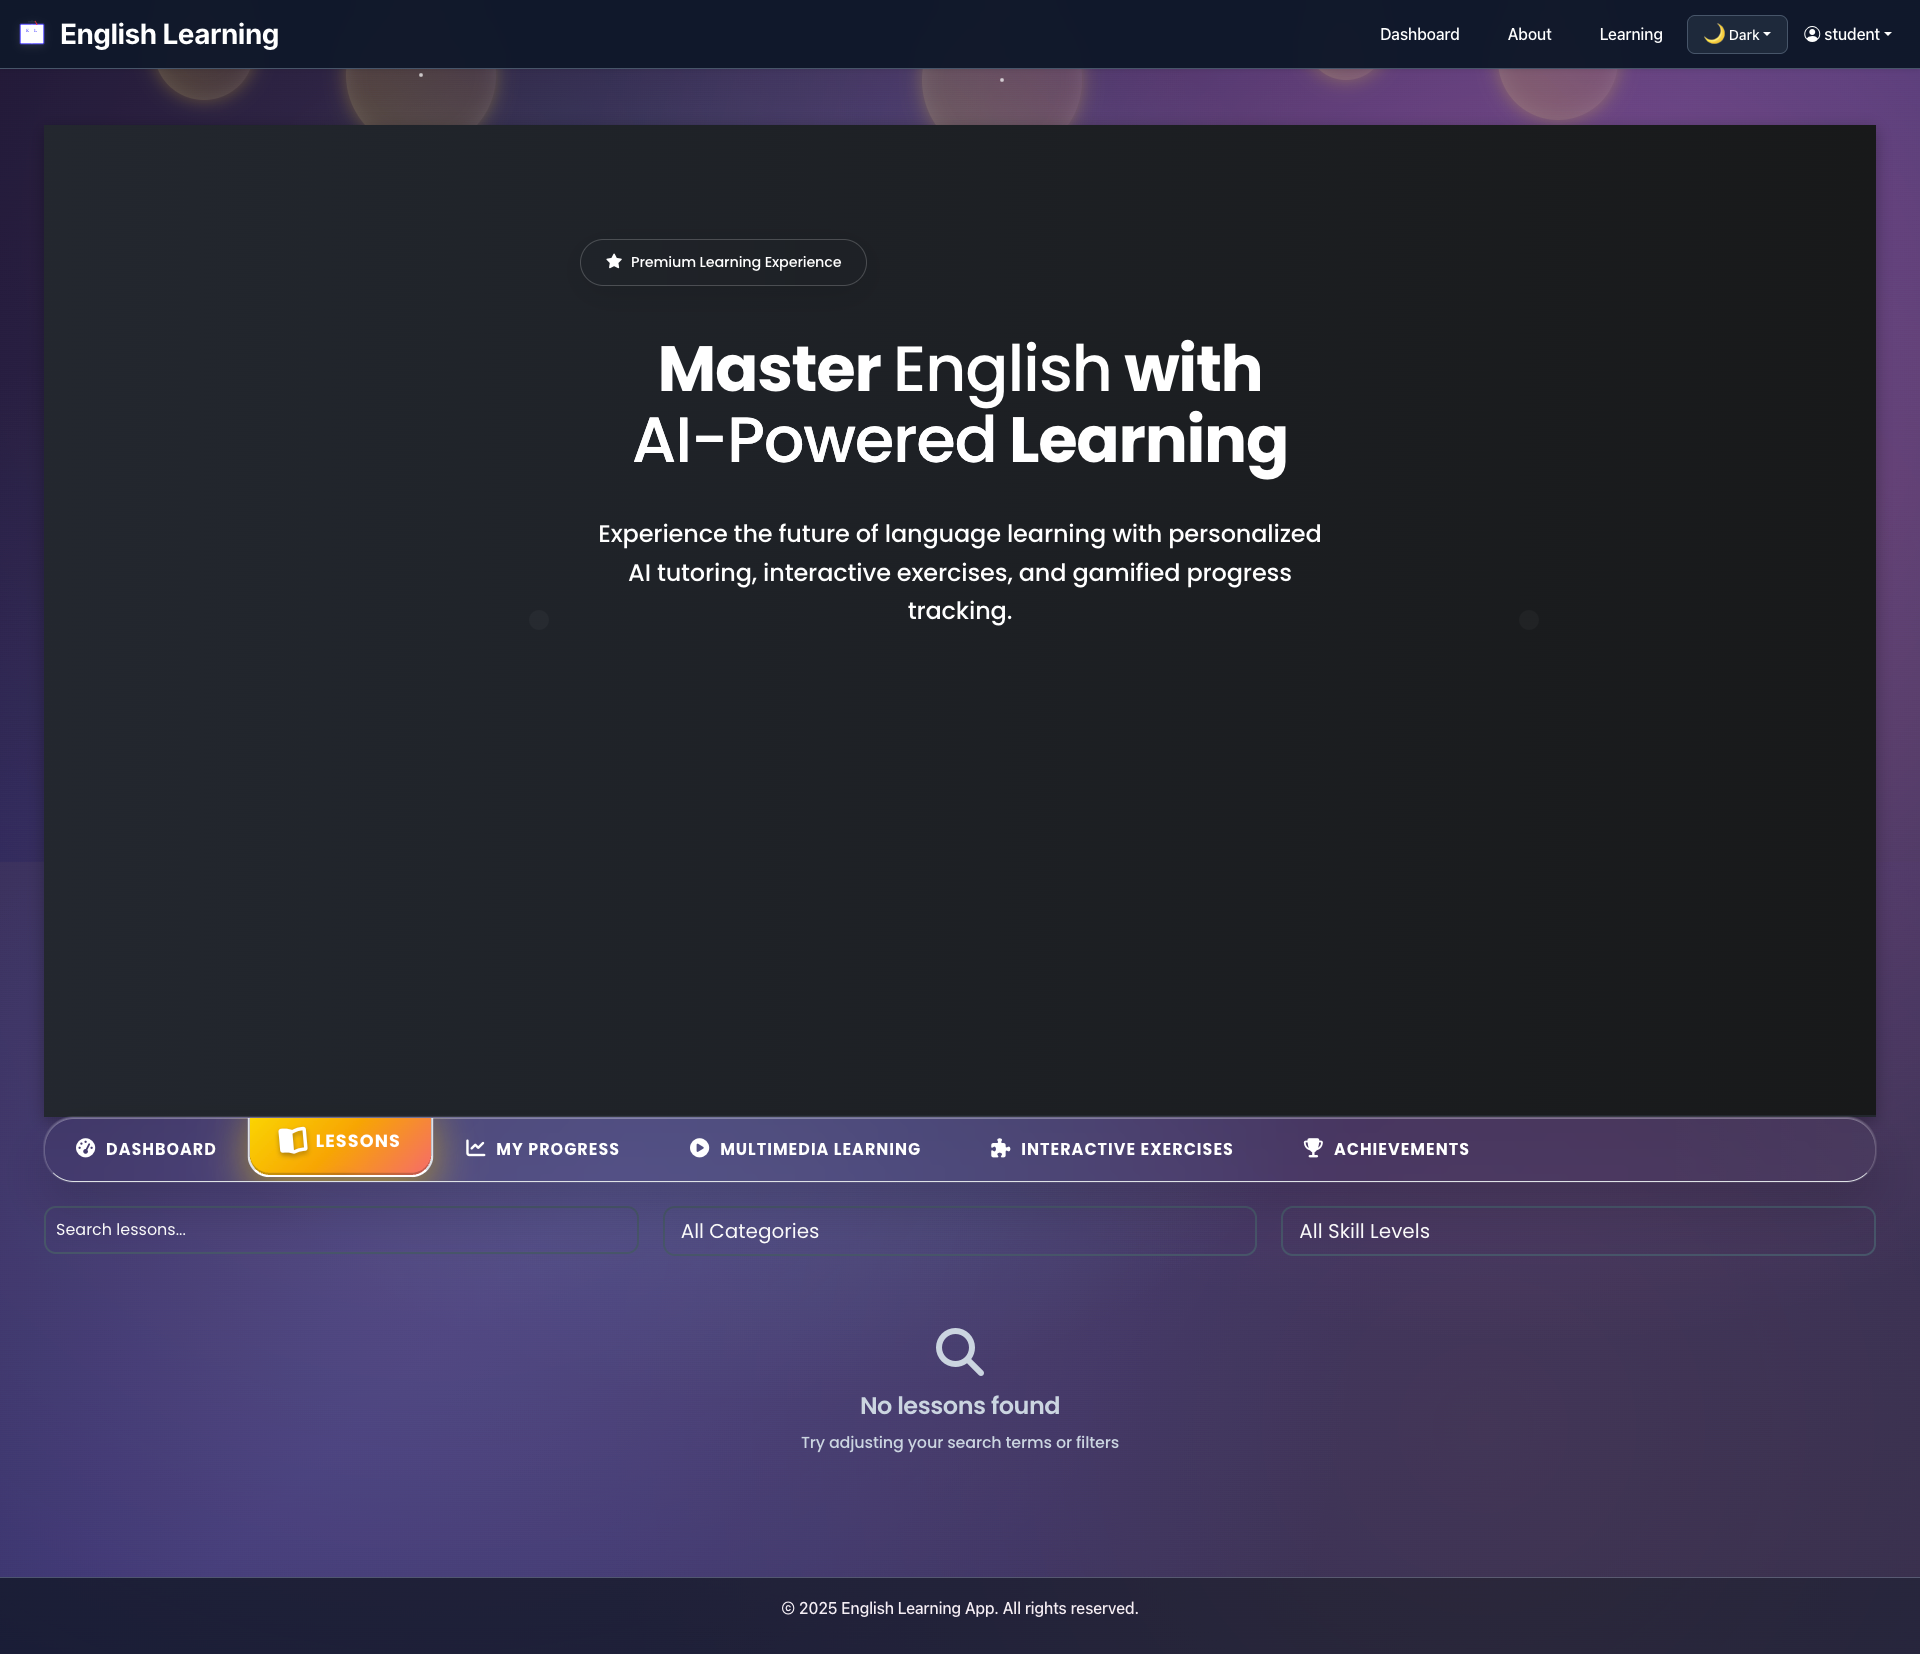 English Learning
Dashboard
About
Learning
🌙 Dark
student
Premium Learning Experience
Master English with
AI-Powered Learning
Experience the future of language learning with personalized
AI tutoring, interactive exercises, and gamified progress
tracking.
DASHBOARD
LESSONS
MY PROGRESS
MULTIMEDIA LEARNING
INTERACTIVE EXERCISES
ACHIEVEMENTS
Search lessons...
All Categories
All Skill Levels
No lessons found
Try adjusting your search terms or filters
© 2025 English Learning App. All rights reserved.